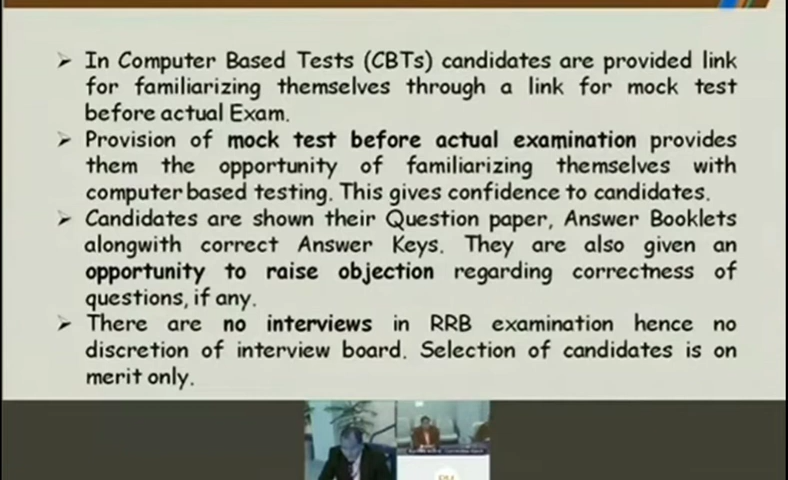 ➢ In Computer Based Tests (CBTs) candidates are provided link
for familiarizing themselves through a link for mock test
before actual Exam.
➢ Provision of mock test before actual examination provides
them the opportunity of familiarizing themselves with
computer based testing. This gives confidence to candidates.
➢ Candidates are shown their Question paper, Answer Booklets
alongwith correct Answer Keys. They are also given an
opportunity to raise objection regarding correctness of
questions, if any.
➢ There are no interviews in RRB examination hence no
discretion of interview board. Selection of candidates is on
merit only.